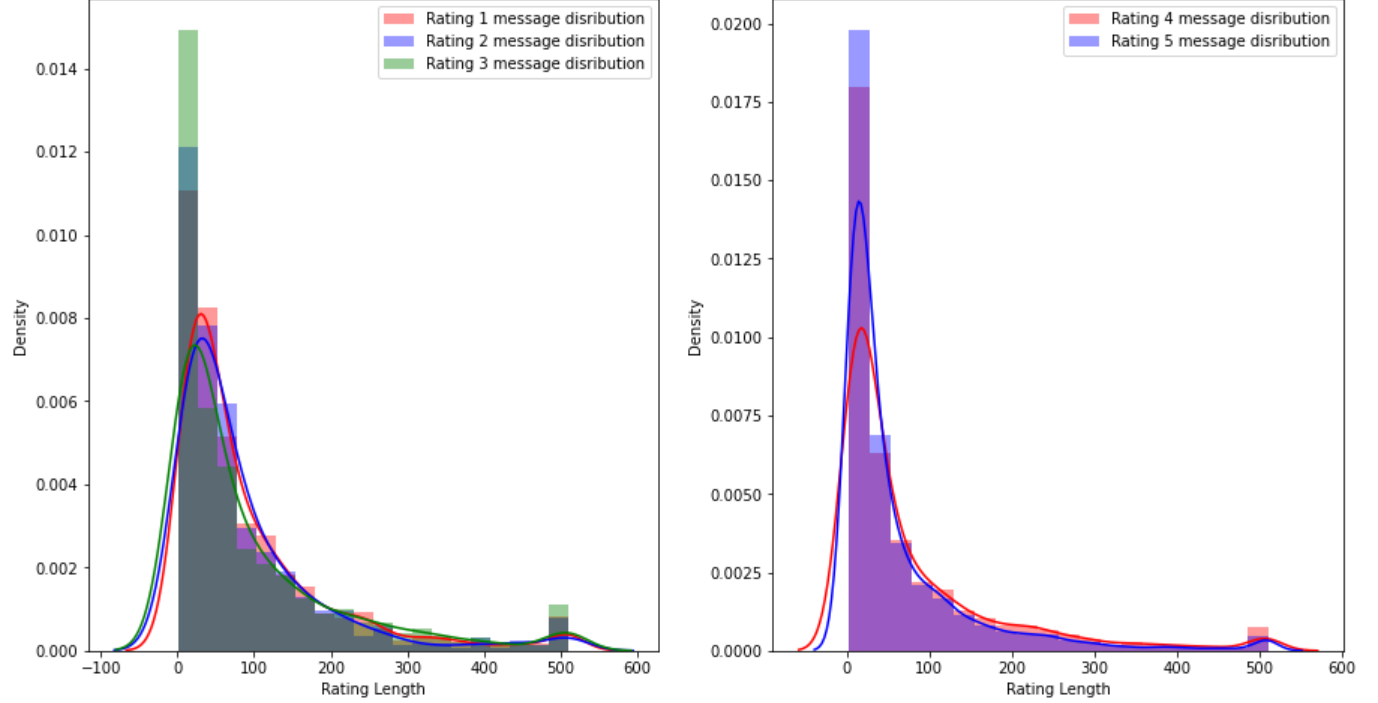 Rating 1 message disribution
Rating 2 message disribution
Rating 3 message disribution
0.014
0.012
0.010
0.008
0.006
0.004
0.002
0.000
Density
−100 0 100 200 300 400 500 600
Rating Length
Rating 4 message disribution
Rating 5 message disribution
0.0200
0.0175
0.0150
0.0125
0.0100
0.0075
0.0050
0.0025
0.0000
Density
0 100 200 300 400 500 600
Rating Length